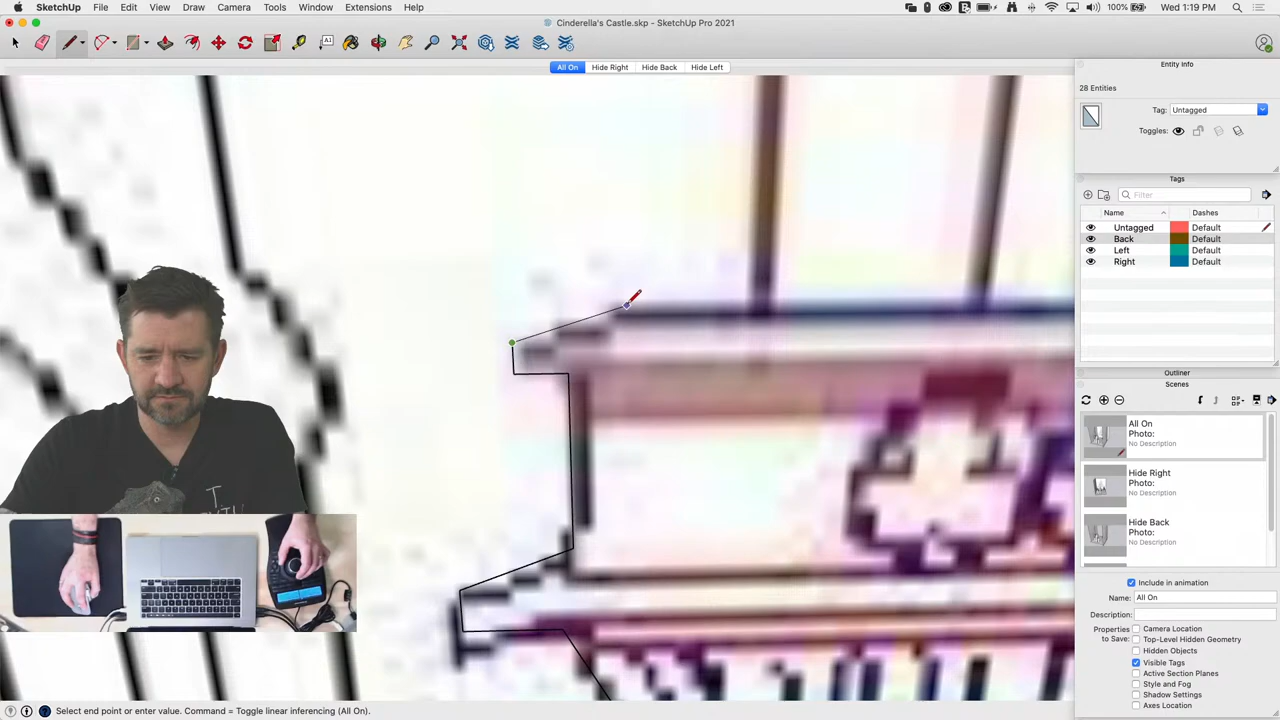 SketchUp File Edit View Draw Camera Tools Window Extensions Help 100% Wed 1:19 PM
Cinderella's Castle.skp - SketchUp Pro 2021
All On Hide Right Hide Back Hide Left
Entity Info
28 Entities
Tag: Untagged
Toggles:
Tags
Filter
Name Dashes
Untagged Default
Back Default
Left Default
Right Default
Outliner
Scenes
All On
Photo:
No Description
Hide Right
Photo:
No Description
Hide Back
Photo:
No Description
Include in animation
Name: All On
Description:
Properties to Save:
Camera Location
Top-Level Hidden Geometry
Hidden Objects
Visible Tags
Active Section Planes
Style and Fog
Shadow Settings
Axes Location
Select end point or enter value. Command = Toggle linear inferencing (All On).